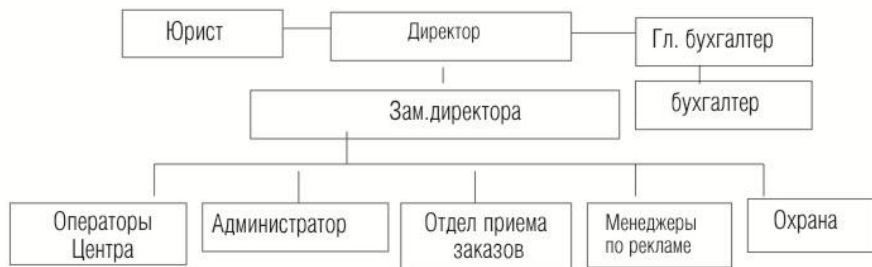 Юрист
Директор
Гл. бухгалтер
бухгалтер
Зам.директора
Операторы
Центра
Администратор
Отдел приема
заказов
Менеджеры
по рекламе
Охрана